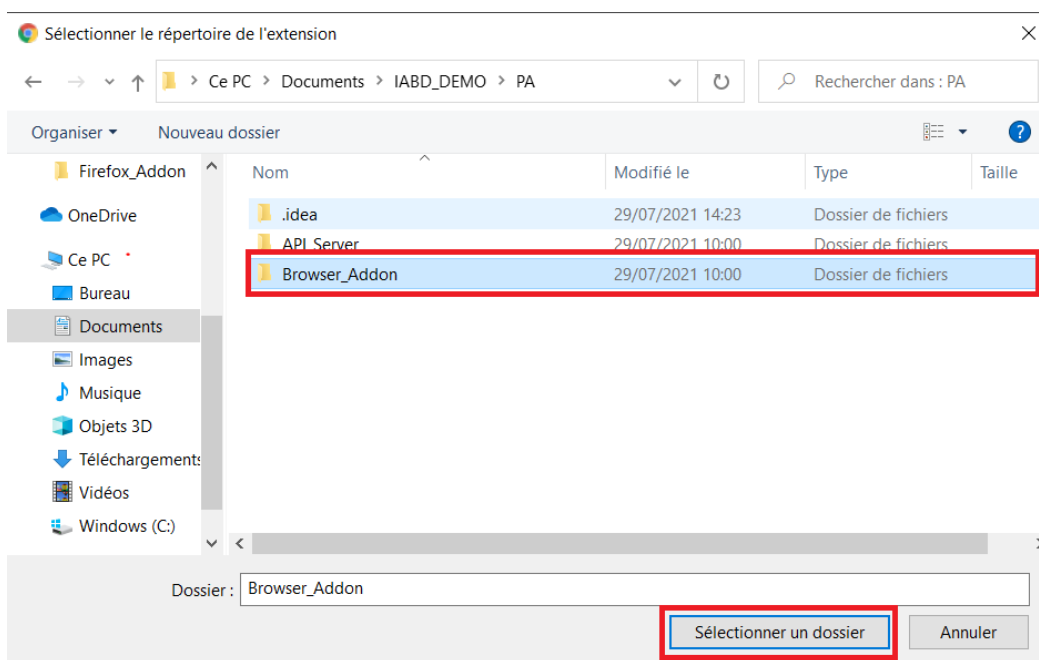 Sélectionner le répertoire de l'extension
Ce PC > Documents > IABD_DEMO > PA
Rechercher dans : PA
Organiser
Nouveau dossier
?
Nom
Modifié le
Type
Taille
Firefox_Addon
OneDrive
Ce PC
Bureau
Documents
Images
Musique
Objets 3D
Téléchargements
Vidéos
Windows (C:)
.idea 29/07/2021 14:23 Dossier de fichiers
API_Server 29/07/2021 10:00 Dossier de fichiers
Browser_Addon 29/07/2021 10:00 Dossier de fichiers
Dossier : Browser_Addon
Sélectionner un dossier
Annuler